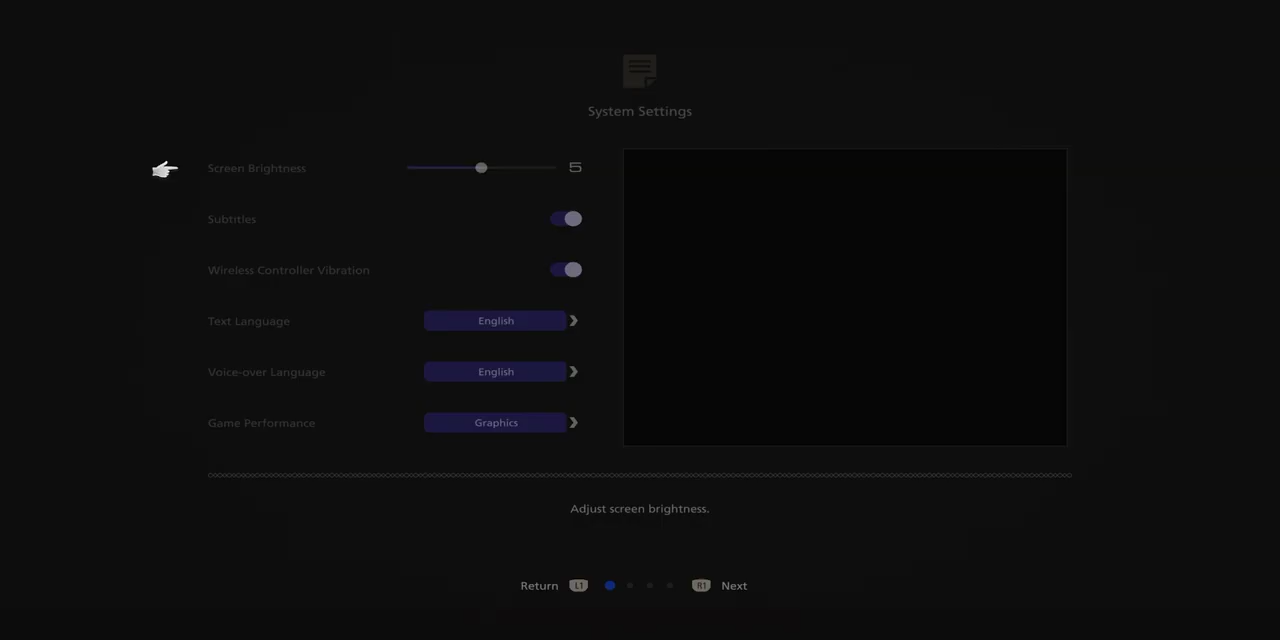 System Settings
Screen Brightness 5
Subtitles
Wireless Controller Vibration
Text Language English
Voice-over Language English
Game Performance Graphics
Adjust screen brightness.
Return L1 R1 Next